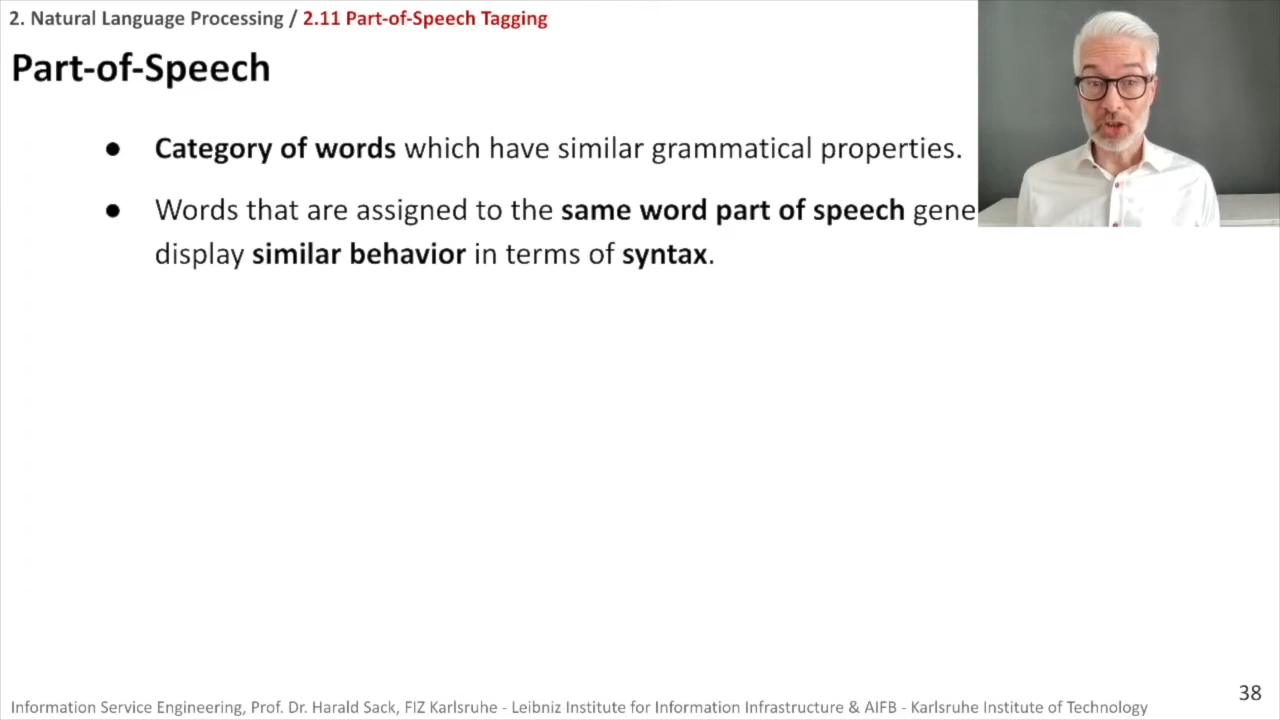 2. Natural Language Processing / 2.11 Part-of-Speech Tagging
Part-of-Speech
● Category of words which have similar grammatical properties.
● Words that are assigned to the same word part of speech gene
display similar behavior in terms of syntax.
38
Information Service Engineering, Prof. Dr. Harald Sack, FIZ Karlsruhe - Leibniz Institute for Information Infrastructure & AIFB - Karlsruhe Institute of Technology